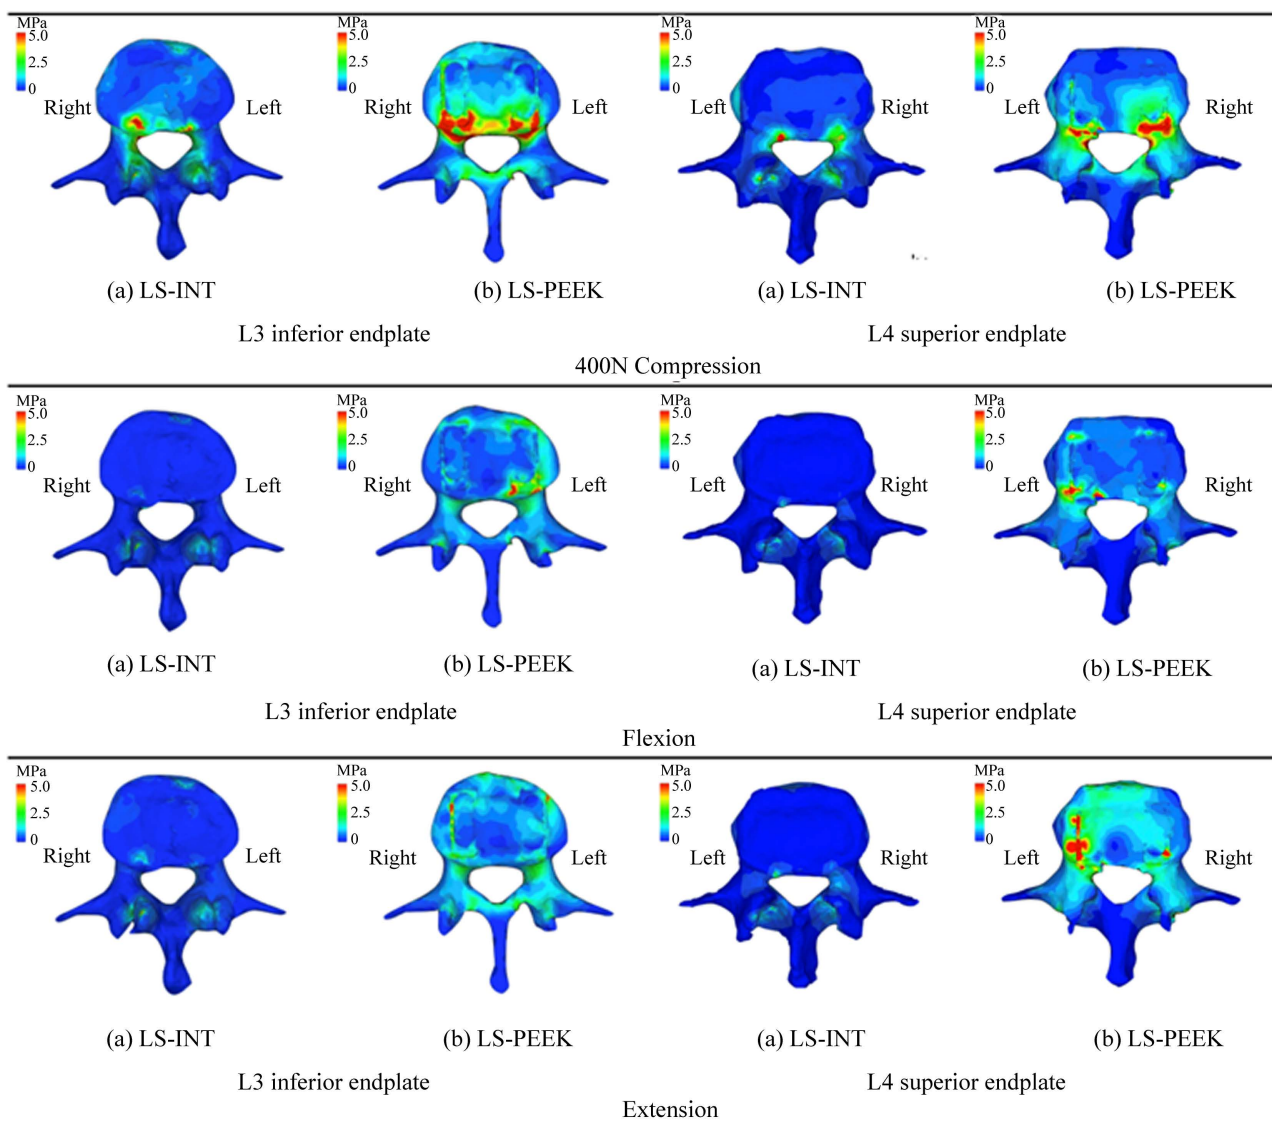 MPa MPa MPa MPa
5.0 5.0 5.0 5.0
2.5 2.5 2.5 2.5
0 0 0 0
Right Left Right Left Left Right Left Right
(a) LS-INT (b) LS-PEEK (a) LS-INT (b) LS-PEEK
L3 inferior endplate L4 superior endplate
400N Compression
MPa MPa MPa MPa
5.0 5.0 5.0 5.0
2.5 2.5 2.5 2.5
0 0 0 0
Right Left Right Left Left Right Left Right
(a) LS-INT (b) LS-PEEK (a) LS-INT (b) LS-PEEK
L3 inferior endplate L4 superior endplate
Flexion
MPa MPa MPa MPa
5.0 5.0 5.0 5.0
2.5 2.5 2.5 2.5
0 0 0 0
Right Left Right Left Left Right Left Right
(a) LS-INT (b) LS-PEEK (a) LS-INT (b) LS-PEEK
L3 inferior endplate L4 superior endplate
Extension